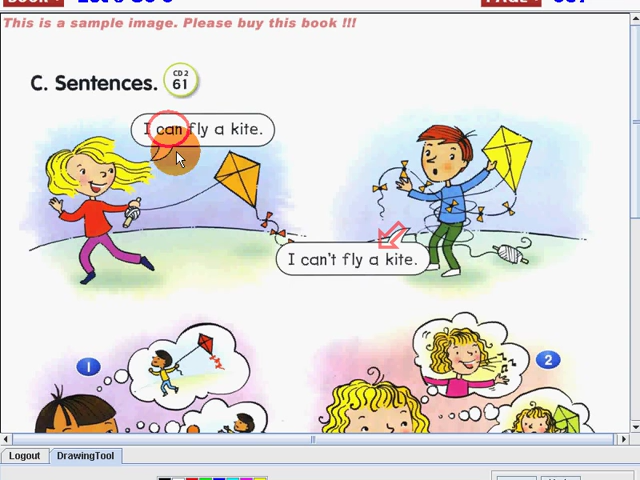 This is a sample image. Please buy this book !!!
C. Sentences.
CD 2
61
I can fly a kite.
I can't fly a kite.
1
2
Logout
DrawingTool